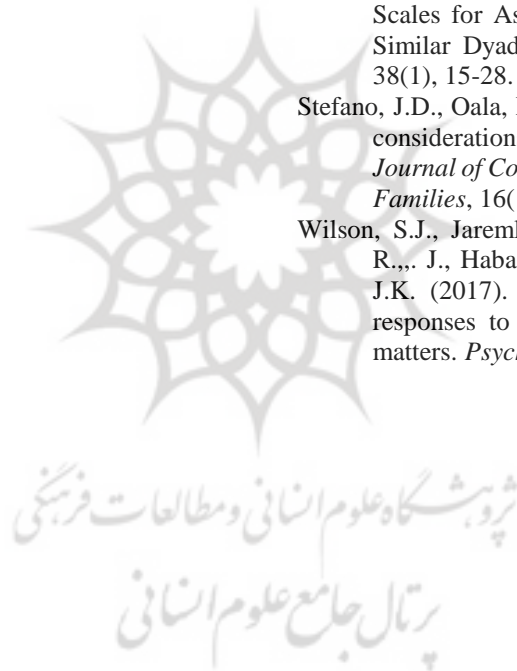 Scales for As
Similar Dyad
38(1), 15-28.
Stefano, J.D., Oala,
consideration
Journal of Co
Families, 16(
Wilson, S.J., Jareml
R.,,. J., Haba
J.K. (2017).
responses to
matters. Psych
پژوهشگاه علوم انسانی و مطالعات فرهنگی
پرتال جامع علوم انسانی